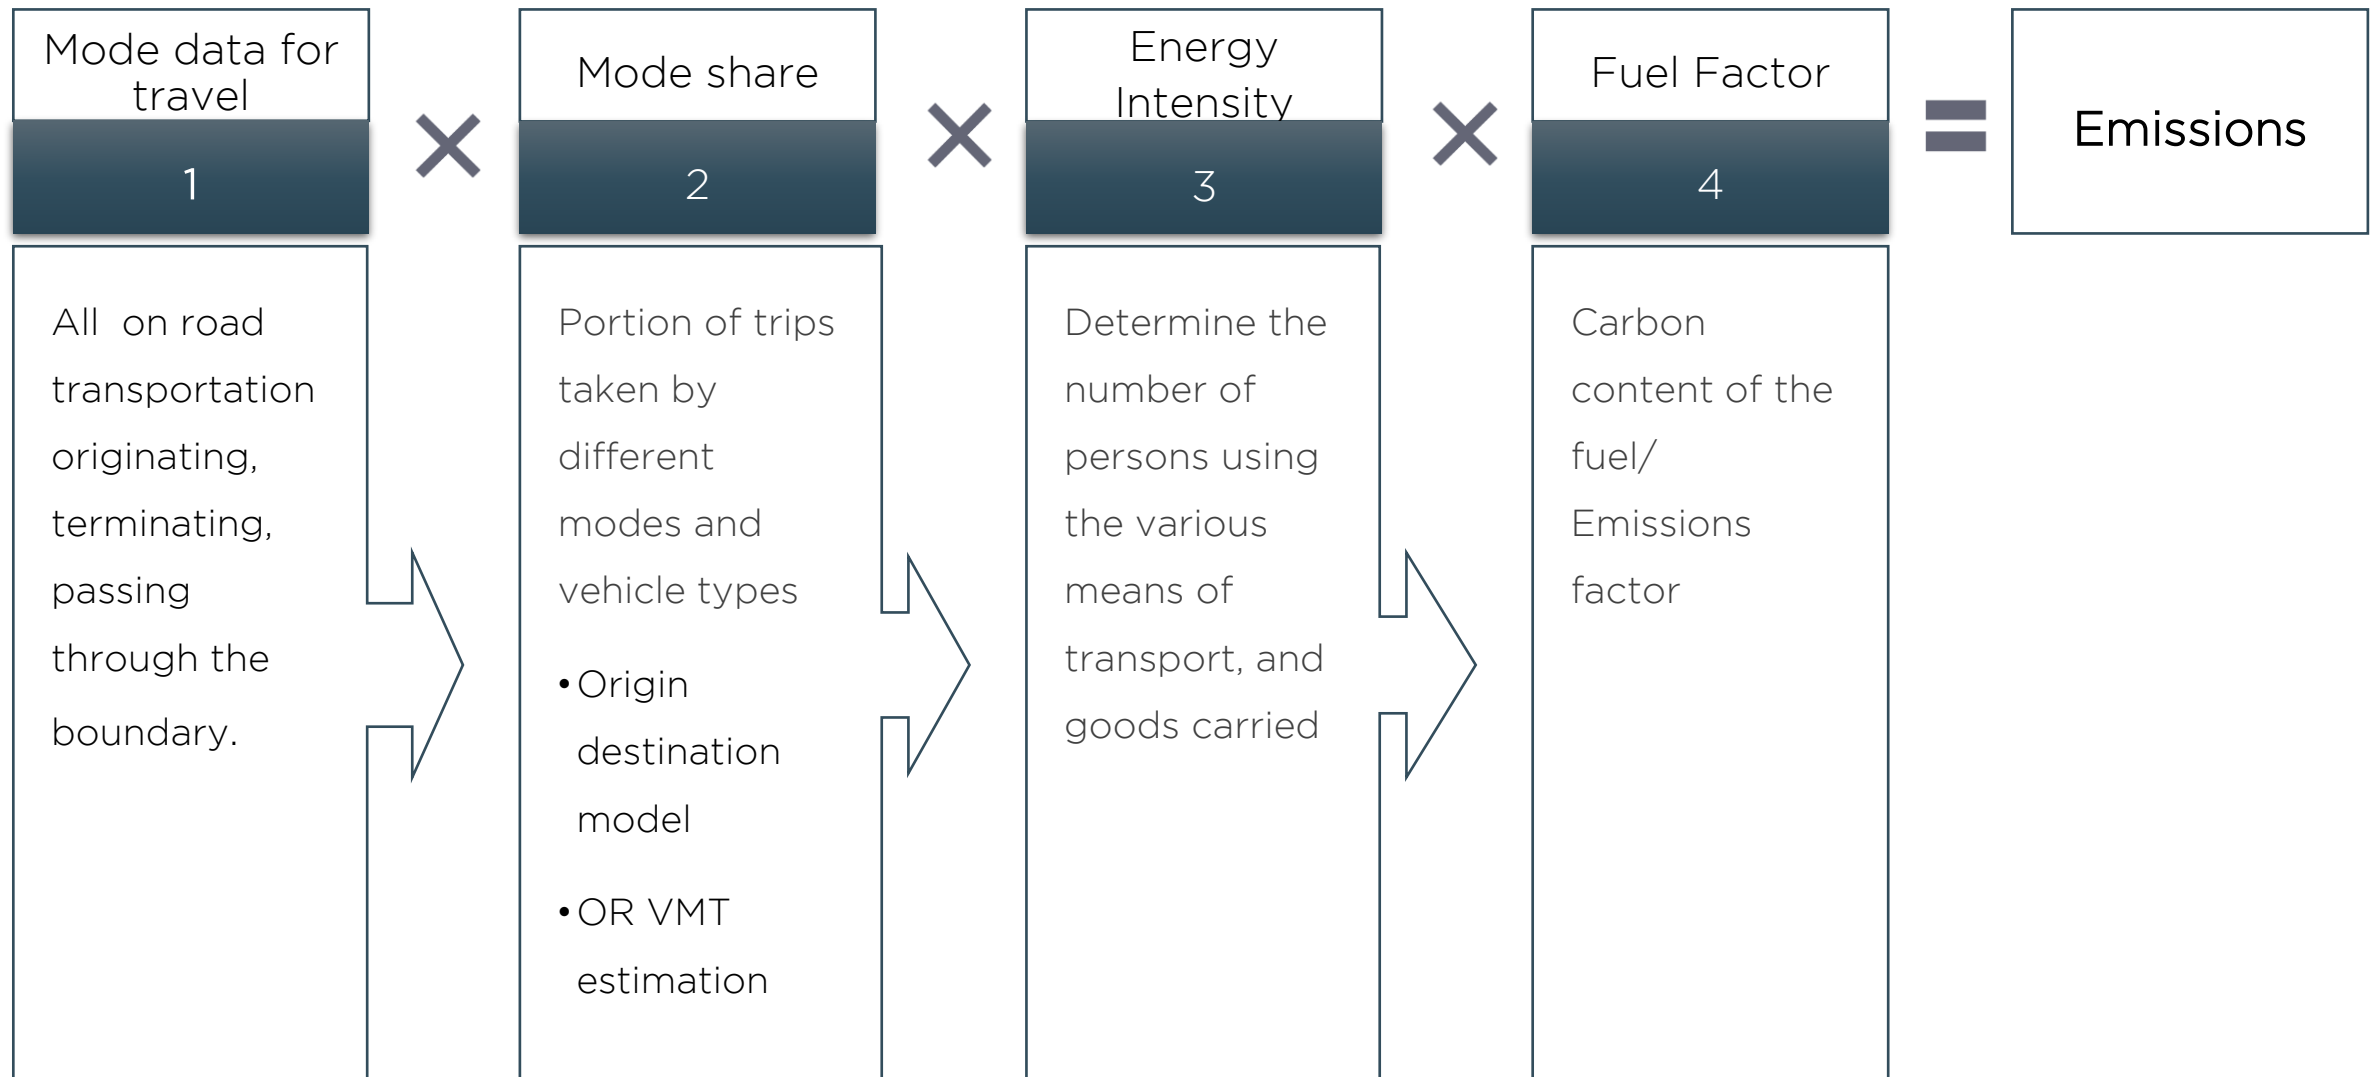 Mode data for
travel
1
×
Mode share
2
×
Energy
Intensity
3
×
Fuel Factor
4
=
Emissions
All  on road
transportation
originating,
terminating,
passing
through the
boundary.
Portion of trips
taken by
different
modes and
vehicle types
• Origin
destination
model
• OR VMT
estimation
Determine the
number of
persons using
the various
means of
transport, and
goods carried
Carbon
content of the
fuel/
Emissions
factor